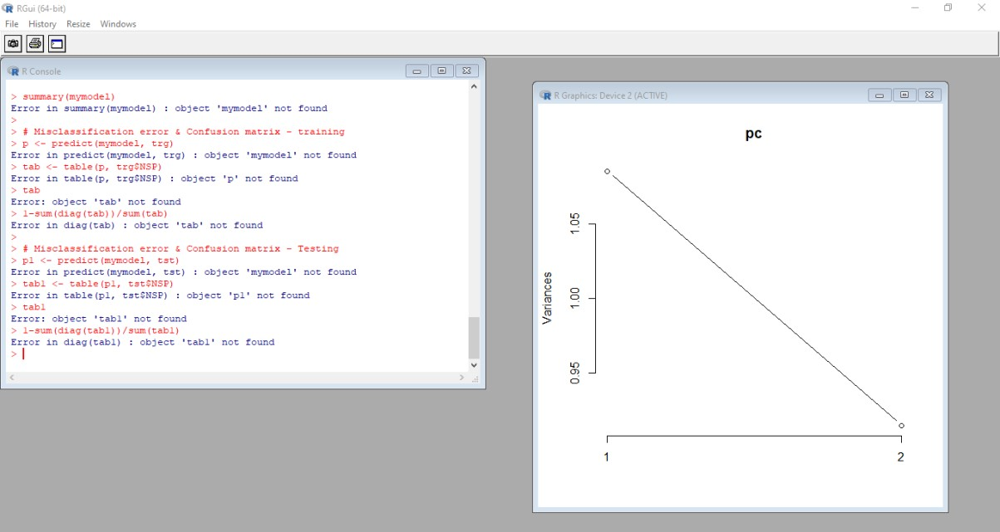 RGui (64-bit)
File History Resize Windows
R Console
> summary(mymodel)
Error in summary(mymodel) : object 'mymodel' not found
>
> # Misclassification error & Confusion matrix - training
> p <- predict(mymodel, trg)
Error in predict(mymodel, trg) : object 'mymodel' not found
> tab <- table(p, trg$NSP)
Error in table(p, trg$NSP) : object 'p' not found
> tab
Error: object 'tab' not found
> 1-sum(diag(tab))/sum(tab)
Error in diag(tab) : object 'tab' not found
>
> # Misclassification error & Confusion matrix - Testing
> p1 <- predict(mymodel, tst)
Error in predict(mymodel, tst) : object 'mymodel' not found
> tab1 <- table(p1, tst$NSP)
Error in table(p1, tst$NSP) : object 'p1' not found
> tab1
Error: object 'tab1' not found
> 1-sum(diag(tab1))/sum(tab1)
Error in diag(tab1) : object 'tab1' not found
>
R Graphics: Device 2 (ACTIVE)
pc
Variances
1.05
1.00
0.95
1 2